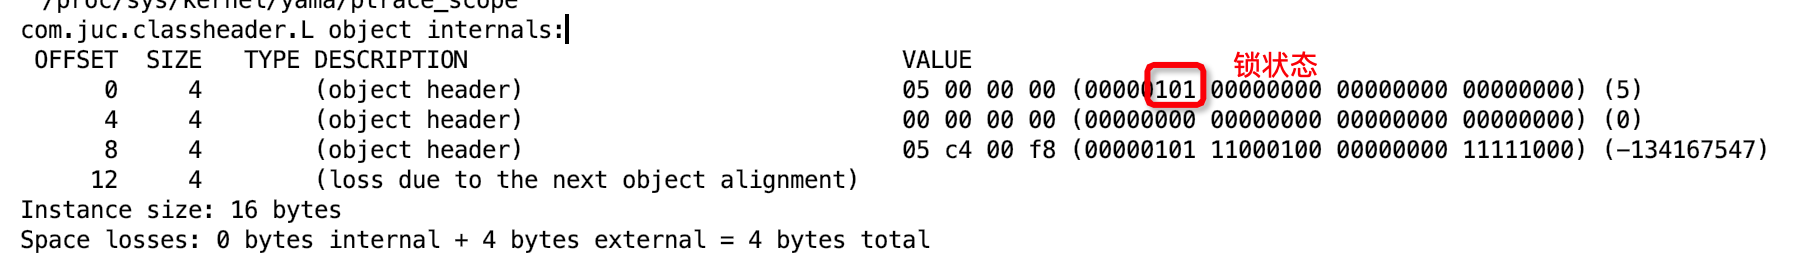 /proc/sys/kernel/yama/ptrace_scope
com.juc.classheader.L object internals:
OFFSET  SIZE   TYPE DESCRIPTION                               VALUE
锁状态
0     4        (object header)                           05 00 00 00 (00000101 00000000 00000000 00000000) (5)
4     4        (object header)                           00 00 00 00 (00000000 00000000 00000000 00000000) (0)
8     4        (object header)                           05 c4 00 f8 (00000101 11000100 00000000 11111000) (-134167547)
12     4        (loss due to the next object alignment)
Instance size: 16 bytes
Space losses: 0 bytes internal + 4 bytes external = 4 bytes total